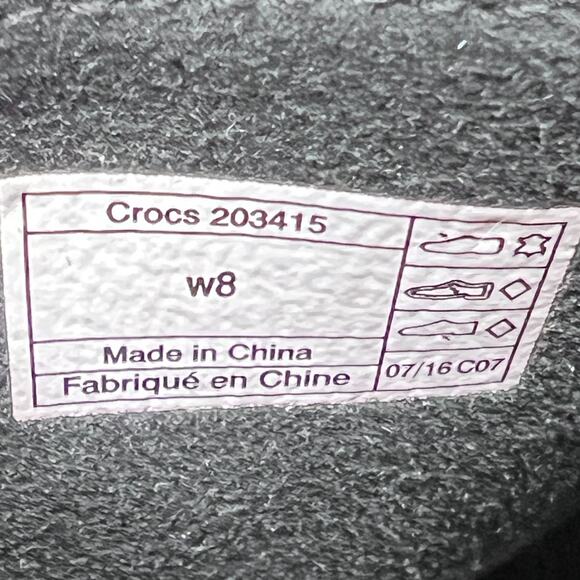 Crocs 203415
w8
Made in China
Fabriqué en Chine
07/16 C07